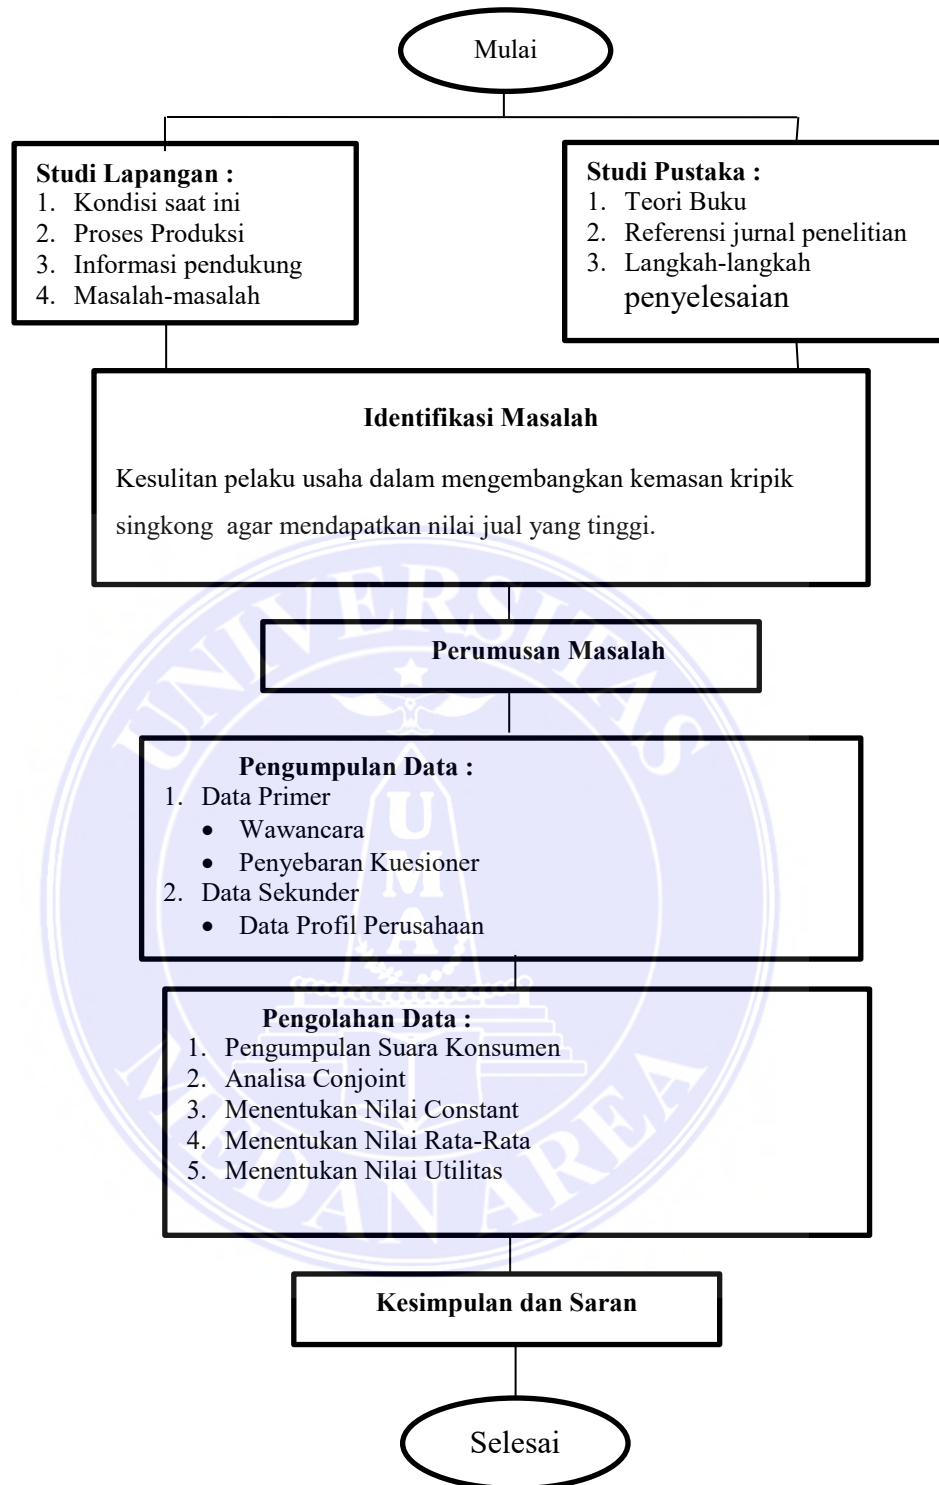 Mulai
Studi Lapangan :
1. Kondisi saat ini
2. Proses Produksi
3. Informasi pendukung
4. Masalah-masalah
Studi Pustaka :
1. Teori Buku
2. Referensi jurnal penelitian
3. Langkah-langkah
penyelesaian
Identifikasi Masalah
Kesulitan pelaku usaha dalam mengembangkan kemasan kripik
singkong agar mendapatkan nilai jual yang tinggi.
Perumusan Masalah
Pengumpulan Data :
1. Data Primer
• Wawancara
• Penyebaran Kuesioner
2. Data Sekunder
• Data Profil Perusahaan
Pengolahan Data :
1. Pengumpulan Suara Konsumen
2. Analisa Conjoint
3. Menentukan Nilai Constant
4. Menentukan Nilai Rata-Rata
5. Menentukan Nilai Utilitas
Kesimpulan dan Saran
Selesai
UNIVERSITAS
MEDAN AREA
U
M
A